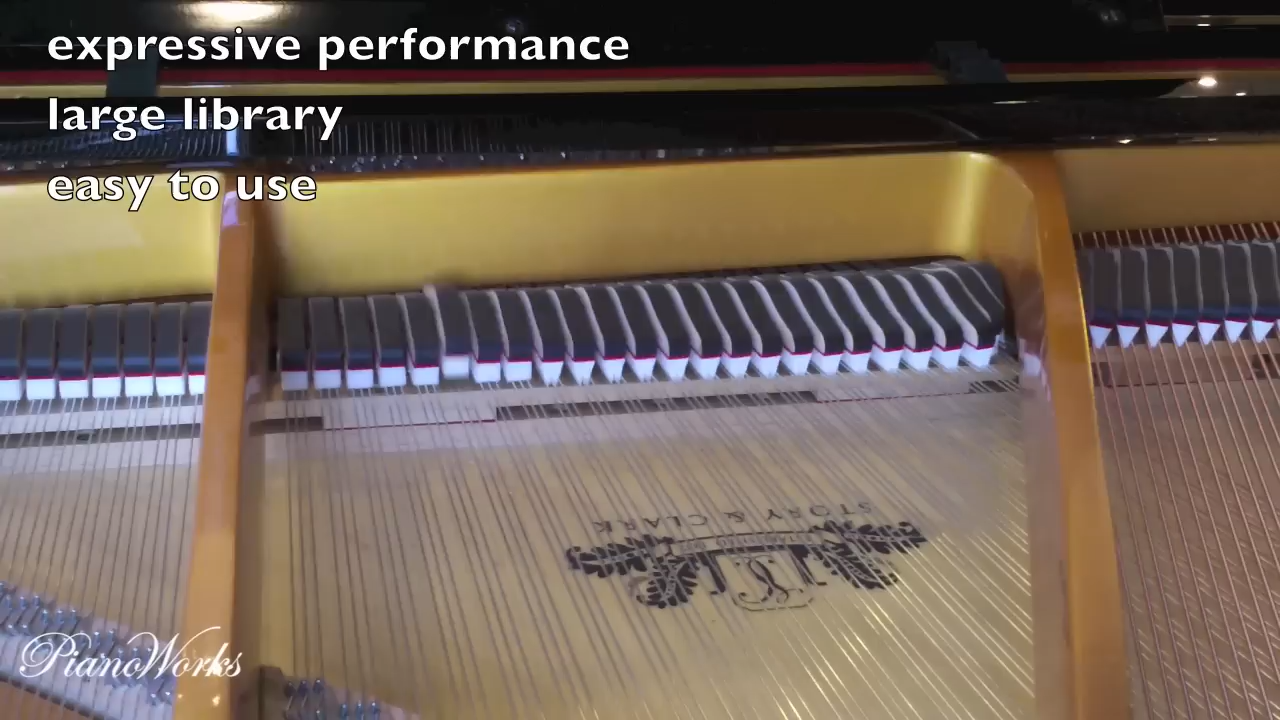 expressive performance
large library
easy to use
STORY & CLARK
PianoWorks